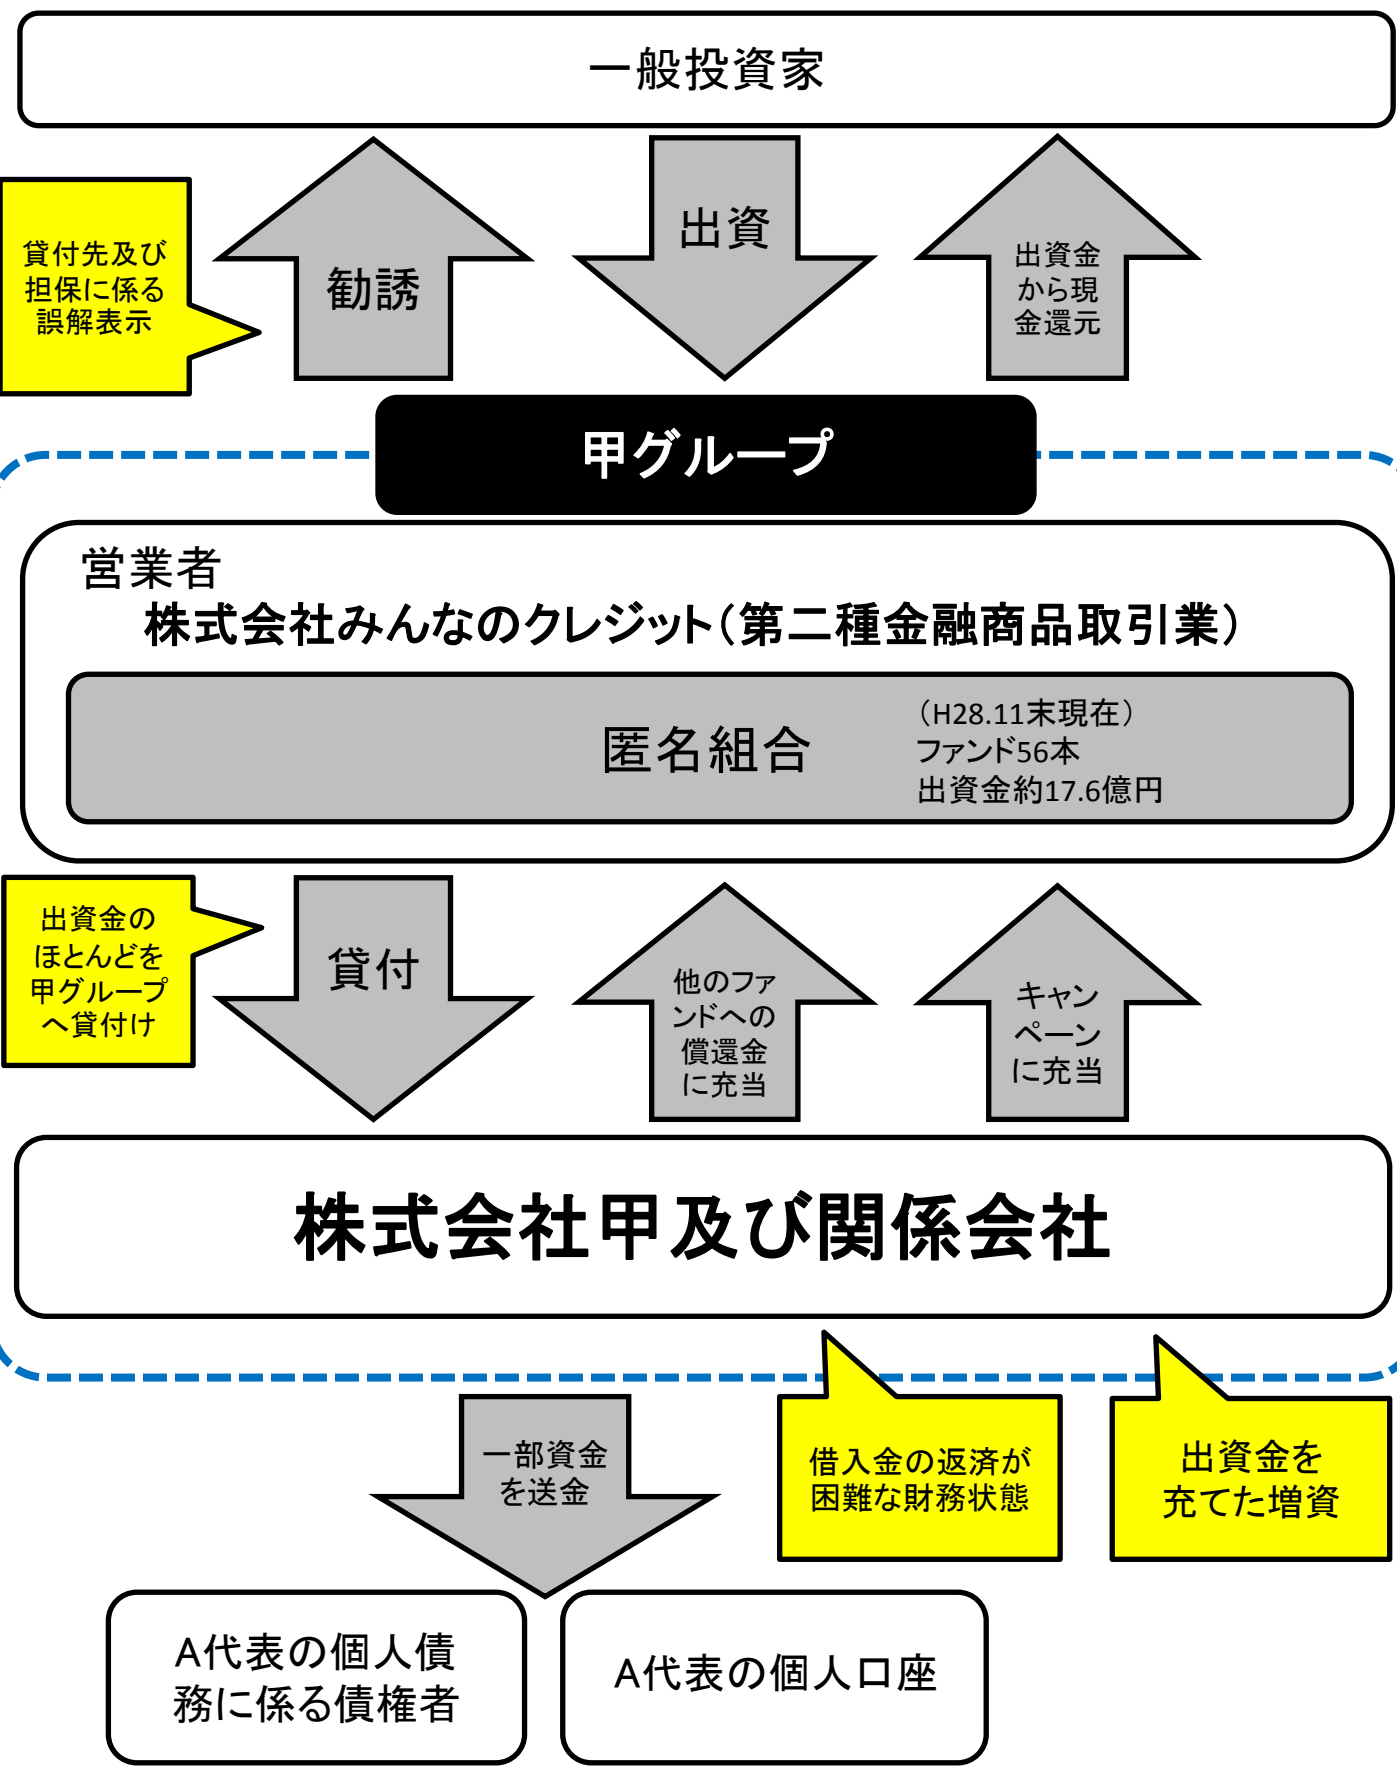 一般投資家
貸付先及び
担保に係る
誤解表示
勧誘
出資
出資金
から現
金還元
甲グループ
営業者
株式会社みんなのクレジット（第二種金融商品取引業）
匿名組合
（H28.11末現在）
ファンド56本
出資金約17.6億円
出資金の
ほとんどを
甲グループ
へ貸付け
貸付
他のファ
ンドへの
償還金
に充当
キャン
ペーン
に充当
株式会社甲及び関係会社
一部資金
を送金
借入金の返済が
困難な財務状態
出資金を
充てた増資
A代表の個人債
務に係る債権者
A代表の個人口座